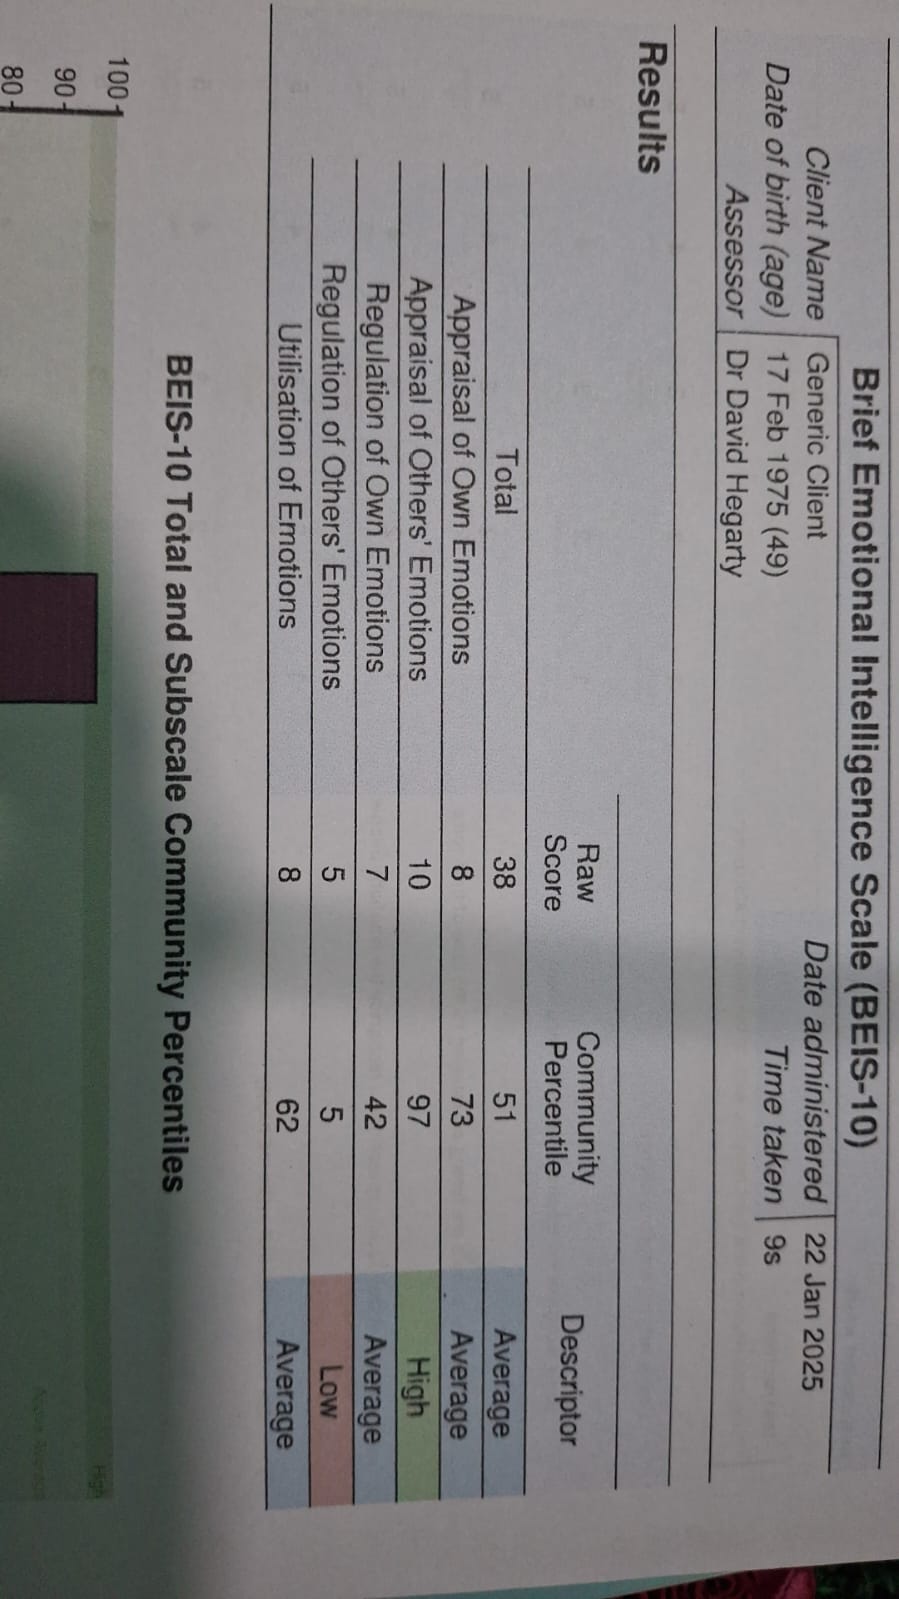 Brief Emotional Intelligence Scale (BEIS-10)
Client Name Generic Client Date administered 22 Jan 2025
Date of birth (age) 17 Feb 1975 (49) Time taken 9s
Assessor Dr David Hegarty
Results
Raw Score Community Percentile Descriptor
Total 38 51 Average
Appraisal of Own Emotions 8 73 Average
Appraisal of Others' Emotions 10 97 High
Regulation of Own Emotions 7 42 Average
Regulation of Others' Emotions 5 5 Low
Utilisation of Emotions 8 62 Average
BEIS-10 Total and Subscale Community Percentiles
100
High
90
80